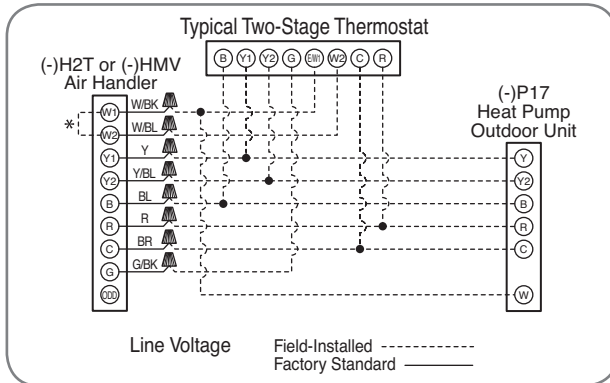 Typical Two-Stage Thermostat
B Y1 Y2 G E/W1 W2 C R
(-)H2T or (-)HMV
Air Handler
(-)P17
Heat Pump
Outdoor Unit
W1 W/BK
*
W2 W/BL
Y1 Y Y
Y2 Y/BL Y2
B BL B
R R R
C BR C
G G/BK
ODD W
Line Voltage
Field-Installed
Factory Standard